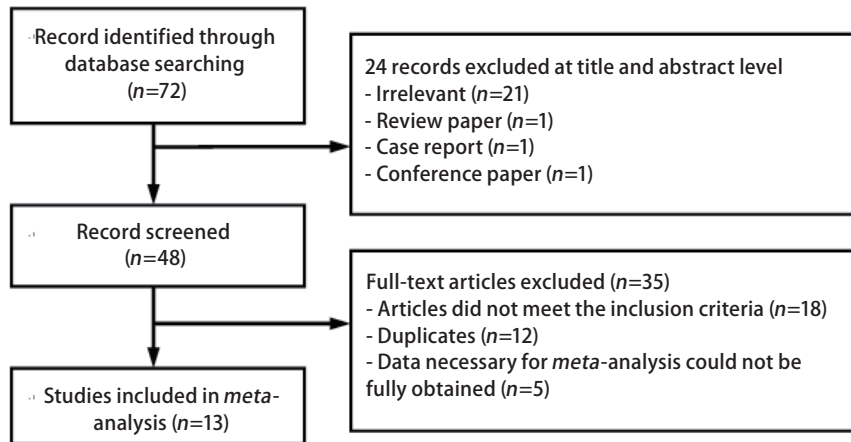 Record identified through
database searching
(n=72)
24 records excluded at title and abstract level
- Irrelevant (n=21)
- Review paper (n=1)
- Case report (n=1)
- Conference paper (n=1)
Record screened
(n=48)
Full-text articles excluded (n=35)
- Articles did not meet the inclusion criteria (n=18)
- Duplicates (n=12)
- Data necessary for meta-analysis could not be
fully obtained (n=5)
Studies included in meta-
analysis (n=13)